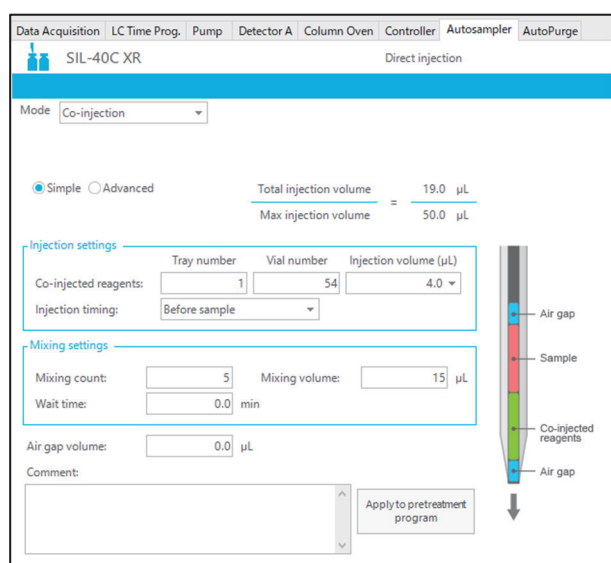 Data Acquisition LC Time Prog. Pump Detector A Column Oven Controller Autosampler AutoPurge
SIL-40C XR Direct injection
Mode Co-injection
Simple Advanced
Total injection volume = 19.0 µL
Max injection volume 50.0 µL
Injection settings
Tray number Vial number Injection volume (µL)
Co-injected reagents: 1 54 4.0
Injection timing: Before sample
Mixing settings
Mixing count: 5 Mixing volume: 15 µL
Wait time: 0.0 min
Air gap volume: 0.0 µL
Comment:
Apply to pretreatment
program
Air gap
Sample
Co-injected
reagents
Air gap